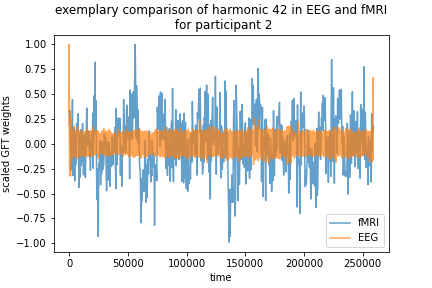 exemplary comparison of harmonic 42 in EEG and fMRI
for participant 2
1.00
0.75
0.50
0.25
0.00
−0.25
−0.50
−0.75
−1.00
scaled GFT weights
fMRI
EEG
0 50000 100000 150000 200000 250000
time